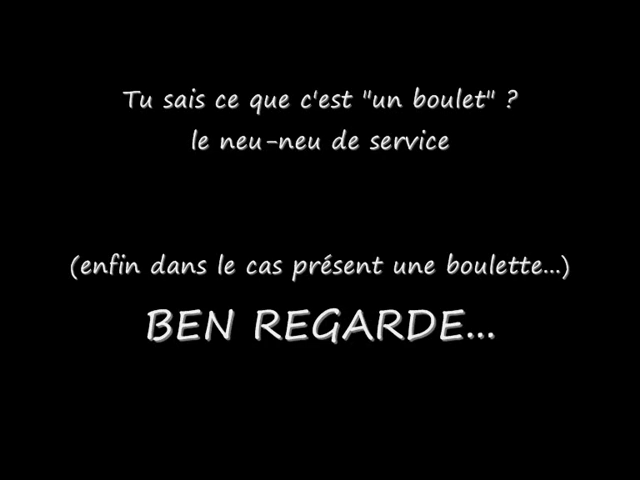 Tu sais ce que c'est "un boulet" ?
le neu-neu de service
(enfin dans le cas présent une boulette...)
BEN REGARDE...